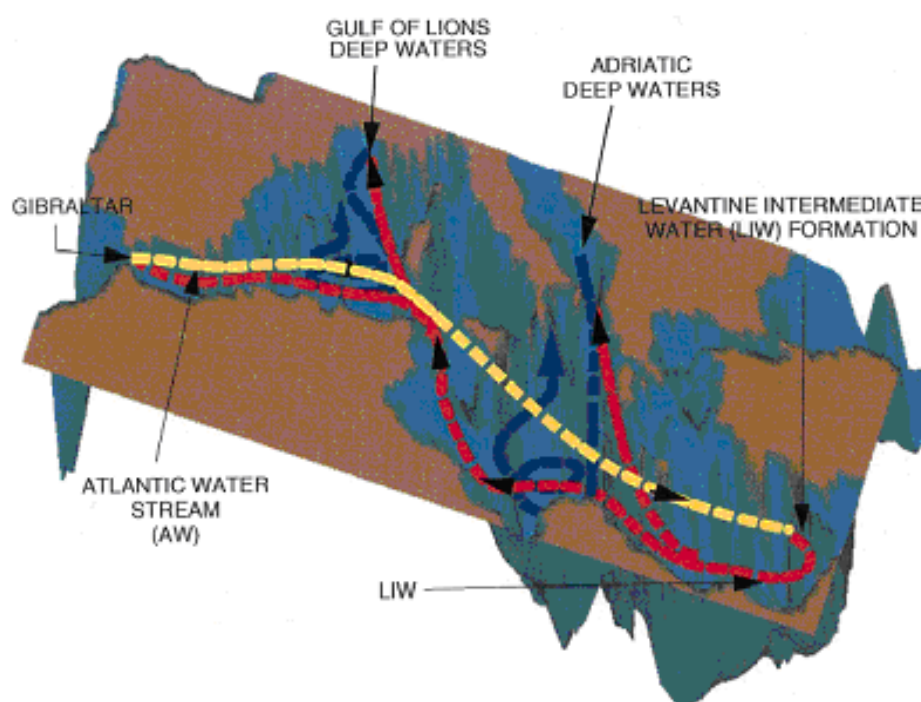 GULF OF LIONS
DEEP WATERS
ADRIATIC
DEEP WATERS
GIBRALTAR
LEVANTINE INTERMEDIATE
WATER (LIW) FORMATION
ATLANTIC WATER
STREAM
(AW)
LIW